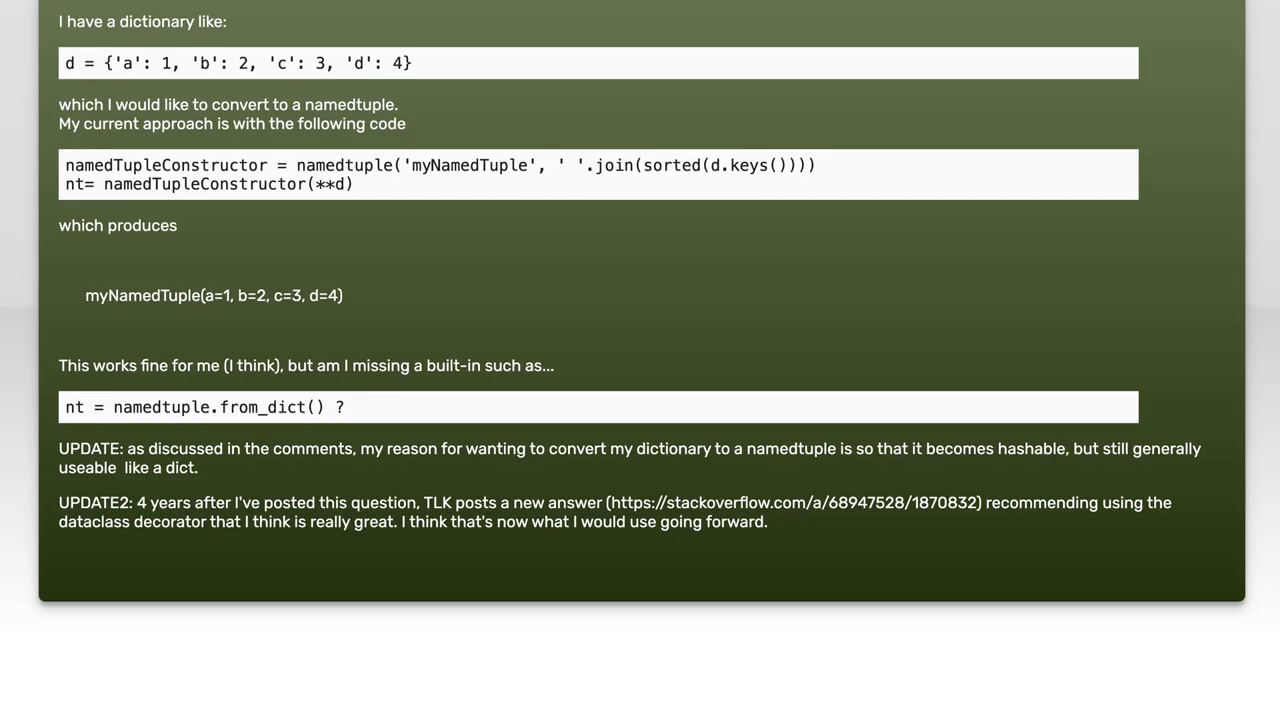 I have a dictionary like:
d = {'a': 1, 'b': 2, 'c': 3, 'd': 4}
which I would like to convert to a namedtuple.
My current approach is with the following code
namedTupleConstructor = namedtuple('myNamedTuple', ' '.join(sorted(d.keys())))
nt= namedTupleConstructor(**d)
which produces
myNamedTuple(a=1, b=2, c=3, d=4)
This works fine for me (I think), but am I missing a built-in such as...
nt = namedtuple.from_dict() ?
UPDATE: as discussed in the comments, my reason for wanting to convert my dictionary to a namedtuple is so that it becomes hashable, but still generally
useable  like a dict.
UPDATE2: 4 years after I've posted this question, TLK posts a new answer (https://stackoverflow.com/a/68947528/1870832) recommending using the
dataclass decorator that I think is really great. I think that's now what I would use going forward.